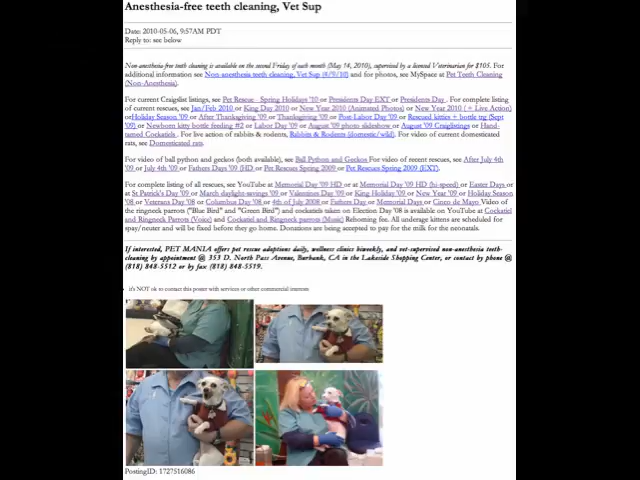 Anesthesia-free teeth cleaning, Vet Sup
Date: 2010-05-06, 9:57AM PDT
Reply to: see below
Non-anesthesia free teeth cleaning is available on the second Friday of each month (May 14, 2010), supervised by a licensed Veterinarian for $105. For
additional information see Non-anesthesia teeth cleaning, Vet Sup (4/9/10) and for photos, see MySpace at Pet Teeth Cleaning
(Non-Anesthesia).
For current Craigslist listings, see Pet Rescue - Spring Holidays '10 or Presidents Day EXT or Presidents Day . For complete listing
of current rescues, see Jan/Feb 2010 or King Day 2010 or New Year 2010 (Animated Photos) or New Year 2010 ( + Live Action)
orHoliday Season '09 or After Thanksgiving '09 or Thanksgiving '09 or Post-Labor Day '09 or Rescued kitties + bottle trg (Sept
'09) or Newborn kitty bottle feeding #2 or Labor Day '09 or August '09 photo slideshow or August '09 Craigslistings or Hand-
tamed Cockatiels . For live action of rabbits & rodents, Rabbits & Rodents (domestic/wild). For video of current domesticated
rats, see Domesticated rats.
For video of ball python and geckos (both available), see Ball Python and Geckos For video of recent rescues, see After July 4th
'09 or July 4th '09 or Fathers Days '09 (HD or Pet Rescues Spring 2009 or Pet Rescues Spring 2009 (EXT).
For complete listing of all rescues, see YouTube at Memorial Day '09 HD or at Memorial Day '09 HD (hi-speed) or Easter Days or
at St Patrick's Day '09 or March daylight-savings '09 or Valentines Day '09 or King Holiday '09 or New Year '09 or Holiday Season
'08 or Veterans Day '08 or Columbus Day '08 or 4th of July 2008 or Fathers Day or Memorial Days or Cinco de Mayo Video of
the ringneck parrots ("Blue Bird" and "Green Bird") and cockatiels taken on Election Day '08 is available on YouTube at Cockatiel
and Ringneck Parrots (Voice) and Cockatiels and Ringneck parrots (Music) Rehoming fee. All underage kittens are scheduled for
spay/neuter and will be fixed before they go home. Donations are being accepted to pay for the milk for the neonatals.
If interested, PET MANIA offers pet rescue adoptions daily, wellness clinics biweekly, and vet-supervised non-anesthesia teeth-
cleaning by appointment @ 353 D. North Pass Avenue, Burbank, CA in the Lakeside Shopping Center, or contact by phone @
(818) 848-5512 or by fax (818) 848-5519.
it's NOT ok to contact this poster with services or other commercial interests
PostingID: 1727516086